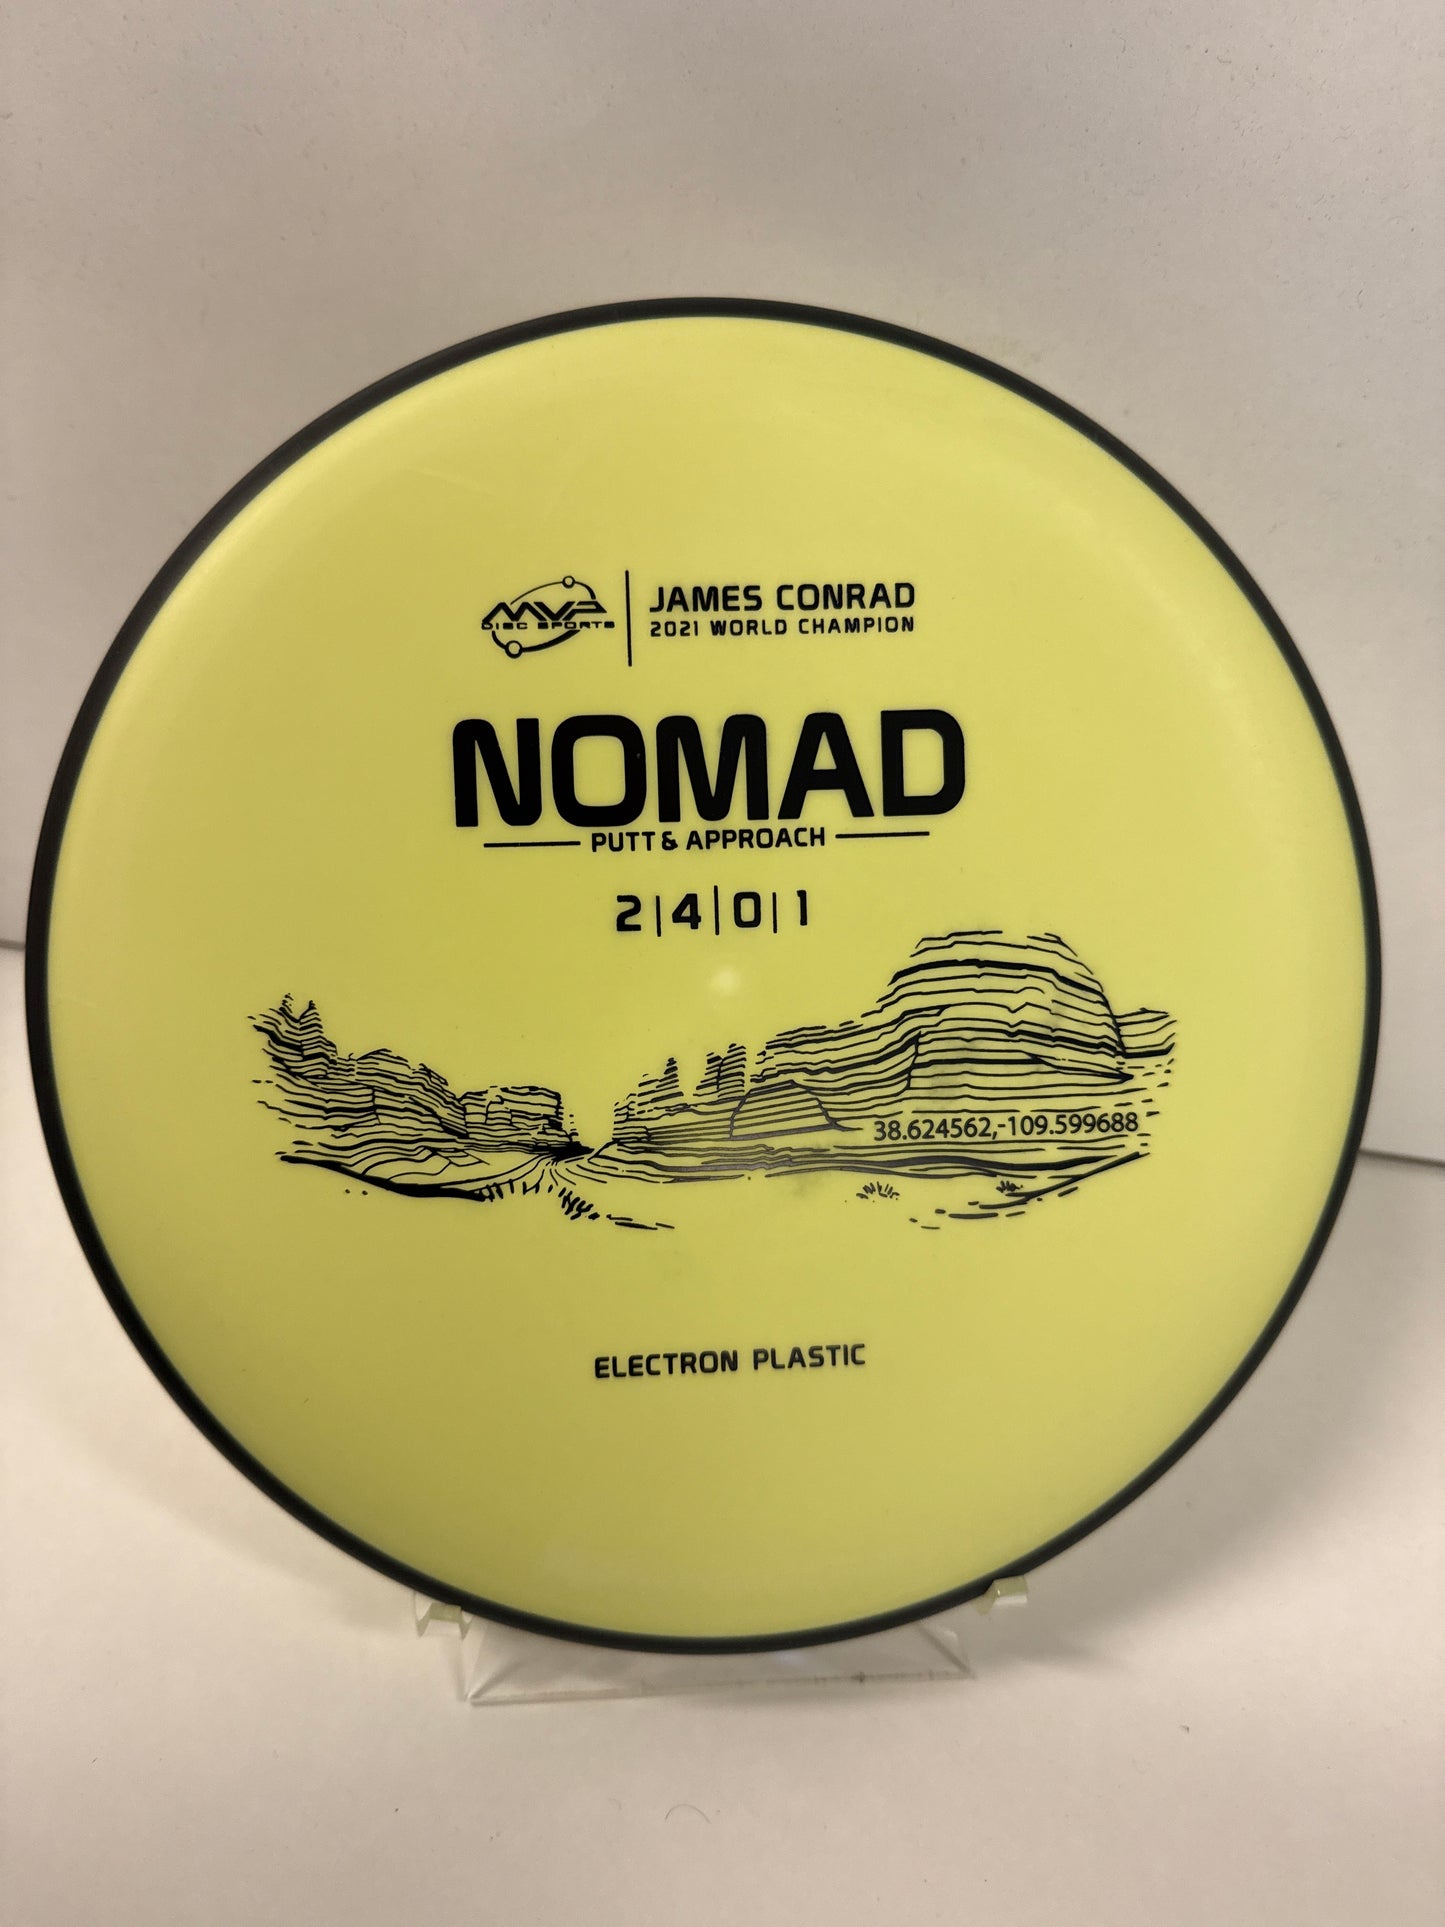 MVP
DISC SPORTS
JAMES CONRAD
2021 WORLD CHAMPION
NOMAD
PUTT & APPROACH
2 | 4 | 0 | 1
38.624562,-109.599688
ELECTRON PLASTIC